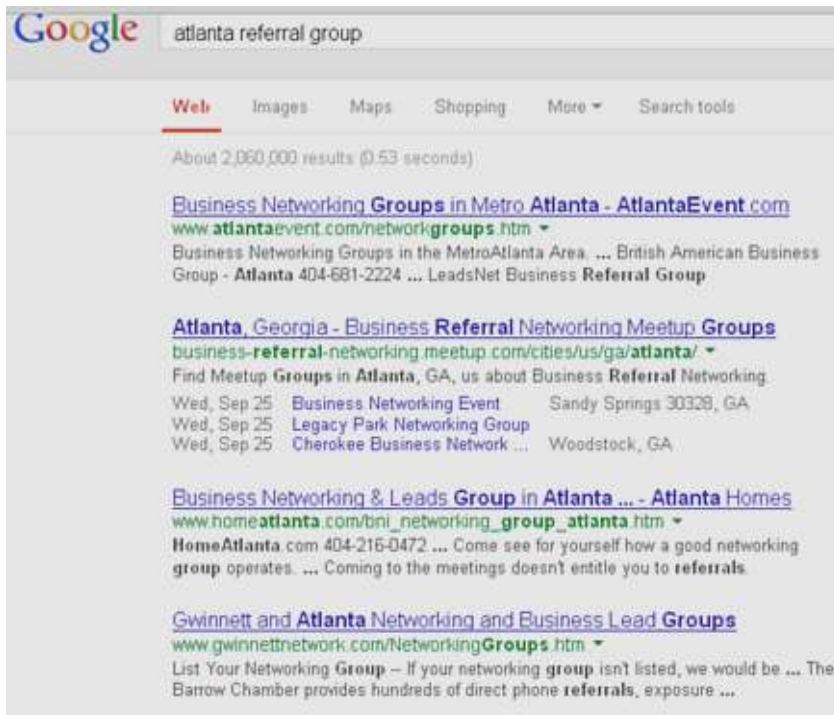 Google atlanta referral group
Web Images Maps Shopping More Search tools
About 2,060,000 results (0.53 seconds)
Business Networking Groups in Metro Atlanta - AtlantaEvent.com
www.atlantaevent.com/networkgroups.htm
Business Networking Groups in the MetroAtlanta Area. ... British American Business
Group - Atlanta 404-681-2224 ... LeadsNet Business Referral Group
Atlanta, Georgia - Business Referral Networking Meetup Groups
business-referral-networking.meetup.com/cities/us/ga/atlanta/
Find Meetup Groups in Atlanta, GA, us about Business Referral Networking.
Wed, Sep 25 Business Networking Event Sandy Springs 30328, GA
Wed, Sep 25 Legacy Park Networking Group
Wed, Sep 25 Cherokee Business Network ... Woodstock, GA
Business Networking & Leads Group in Atlanta ... - Atlanta Homes
www.homeatlanta.com/bni_networking_group_atlanta.htm
HomeAtlanta.com 404-216-0472 ... Come see for yourself how a good networking
group operates. ... Coming to the meetings doesn't entitle you to referrals.
Gwinnett and Atlanta Networking and Business Lead Groups
www.gwinnettnetwork.com/NetworkingGroups.htm
List Your Networking Group – If your networking group isn't listed, we would be ... The
Barrow Chamber provides hundreds of direct phone referrals, exposure ...